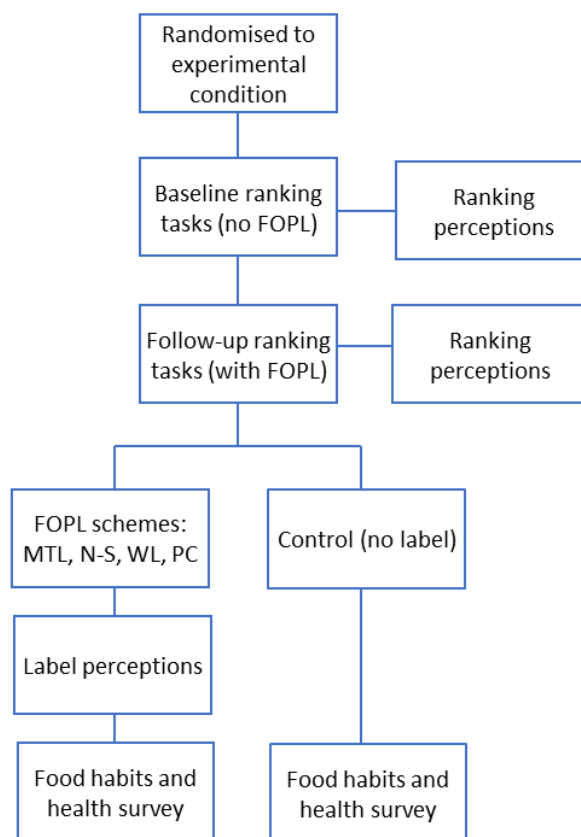 Randomised to
experimental
condition
Baseline ranking
tasks (no FOPL)
Ranking
perceptions
Follow-up ranking
tasks (with FOPL)
Ranking
perceptions
FOPL schemes:
MTL, N-S, WL, PC
Control (no label)
Label perceptions
Food habits and
health survey
Food habits and
health survey